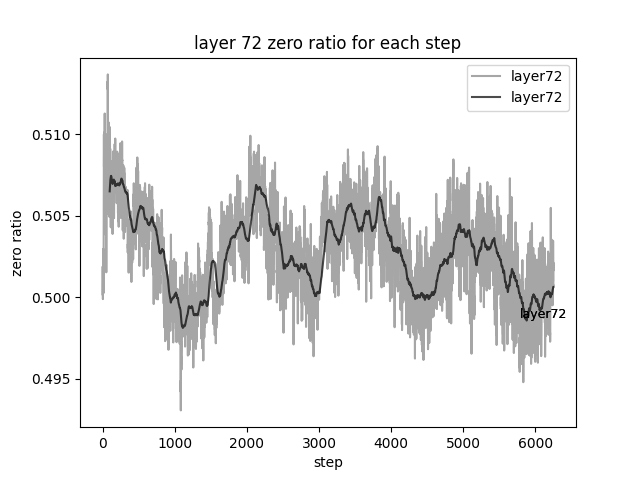 layer 72 zero ratio for each step
layer72
layer72
0.510
0.505
0.500
0.495
zero ratio
layer72
0 1000 2000 3000 4000 5000 6000
step